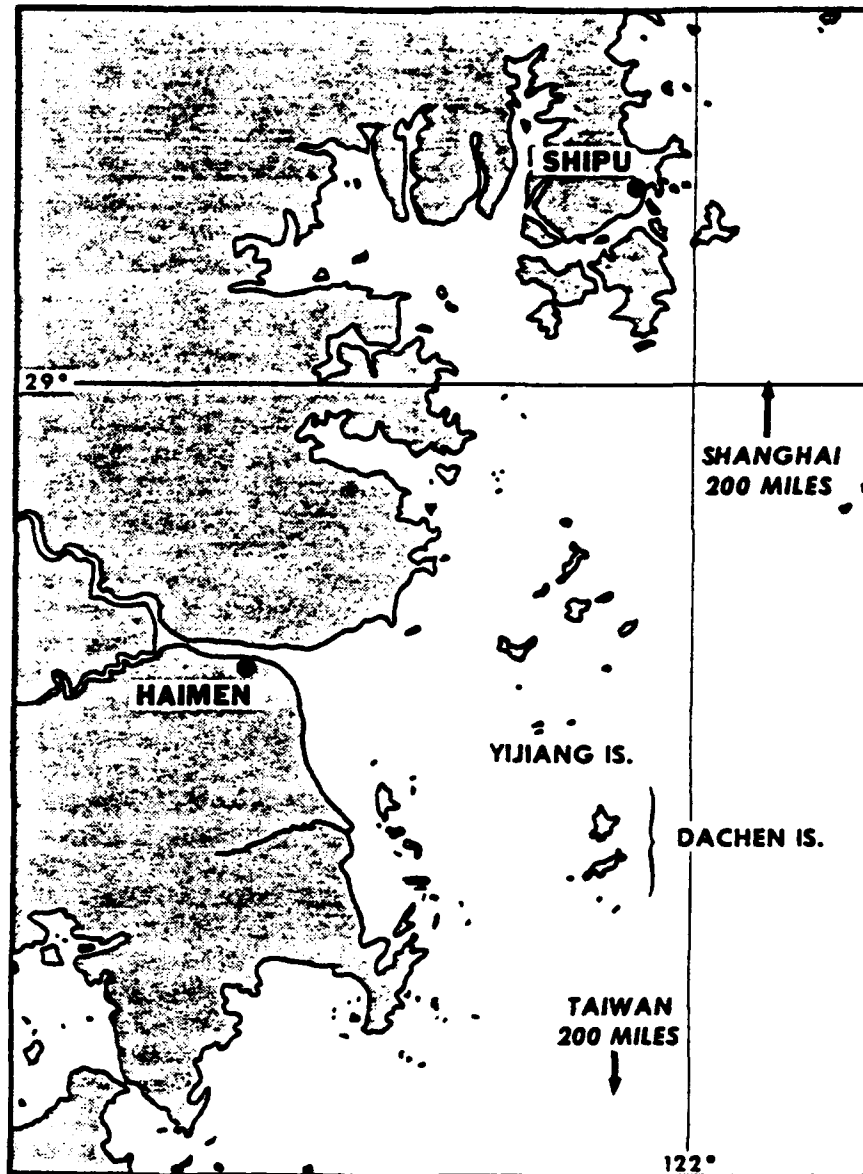 SHIPU
29°
SHANGHAI
200 MILES
HAIMEN
YIJIANG IS.
DACHEN IS.
TAIWAN
200 MILES
122°